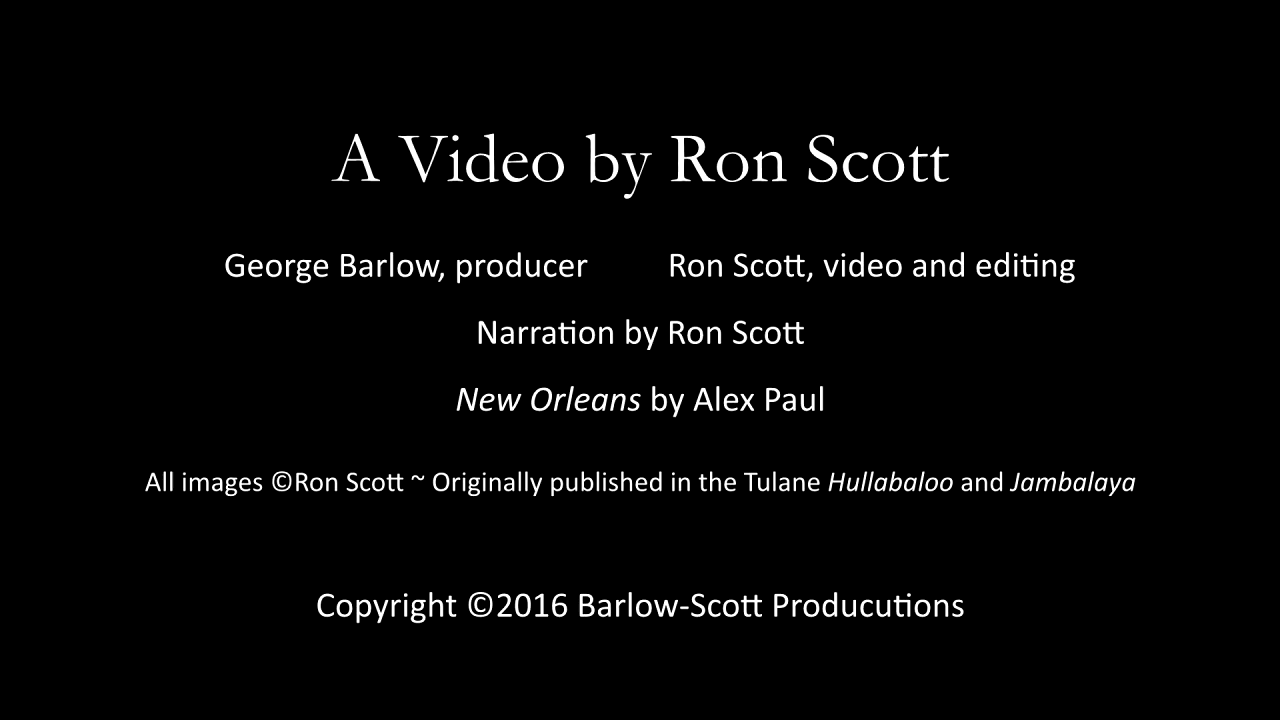 A Video by Ron Scott
George Barlow, producer Ron Scott, video and editing
Narration by Ron Scott
New Orleans by Alex Paul
All images ©Ron Scott ~ Originally published in the Tulane Hullabaloo and Jambalaya
Copyright ©2016 Barlow-Scott Producutions